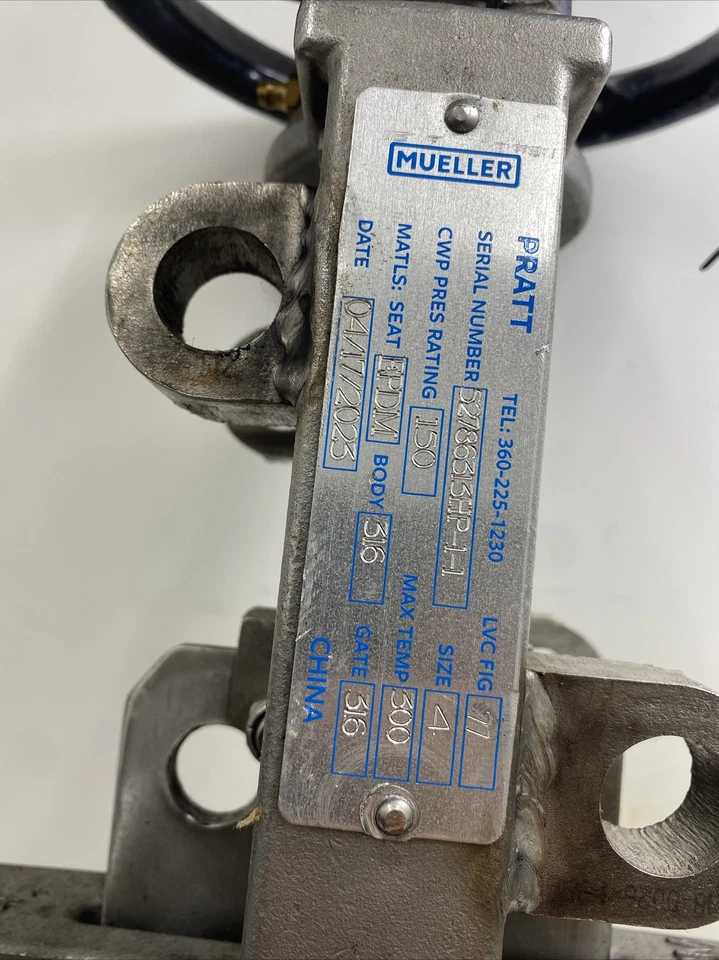 MUELLER
PRATT TEL: 360-225-1230 LVC FIG 77
SERIAL NUMBER 52786313HP-1-1 SIZE 4
CWP PRES RATING 150 MAX TEMP 300
MATLS: SEAT EPDM BODY 316 GATE 316
DATE 04/17/2023 CHINA